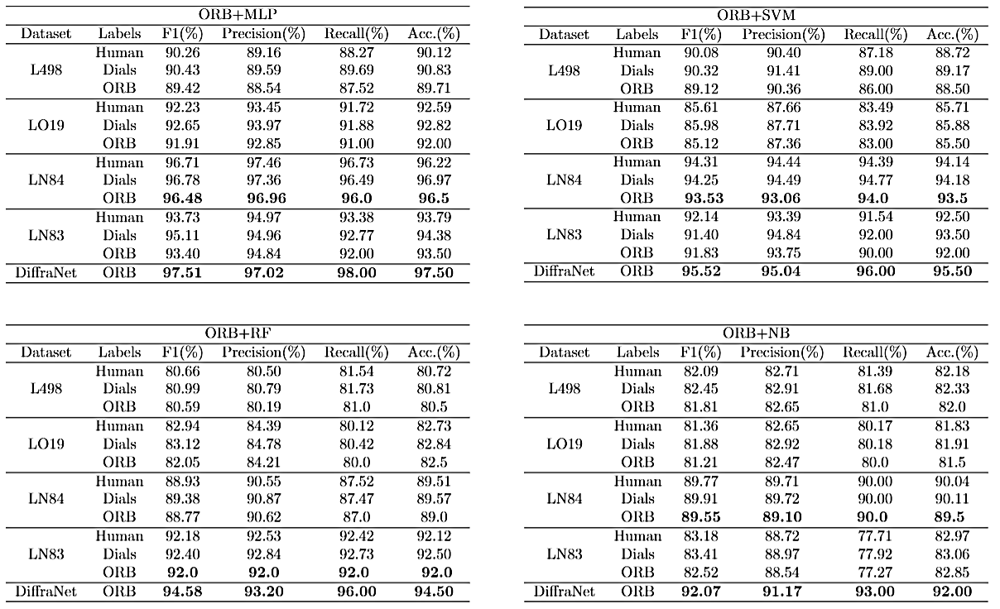 ORB+MLP
Dataset Labels F1(%) Precision(%) Recall(%) Acc.(%)
Human 90.26 89.16 88.27 90.12
L498 Dials 90.43 89.59 89.69 90.83
ORB 89.42 88.54 87.52 89.71
Human 92.23 93.45 91.72 92.59
LO19 Dials 92.65 93.97 91.88 92.82
ORB 91.91 92.85 91.00 92.00
Human 96.71 97.46 96.73 96.22
LN84 Dials 96.78 97.36 96.49 96.97
ORB 96.48 96.96 96.0 96.5
Human 93.73 94.97 93.38 93.79
LN83 Dials 95.11 94.96 92.77 94.38
ORB 93.40 94.84 92.00 93.50
DiffraNet ORB 97.51 97.02 98.00 97.50
ORB+SVM
Dataset Labels F1(%) Precision(%) Recall(%) Acc.(%)
Human 90.08 90.40 87.18 88.72
L498 Dials 90.32 91.41 89.00 89.17
ORB 89.12 90.36 86.00 88.50
Human 85.61 87.66 83.49 85.71
LO19 Dials 85.98 87.71 83.92 85.88
ORB 85.12 87.36 83.00 85.50
Human 94.31 94.44 94.39 94.14
LN84 Dials 94.25 94.49 94.77 94.18
ORB 93.53 93.06 94.0 93.5
Human 92.14 93.39 91.54 92.50
LN83 Dials 91.40 94.84 92.00 93.50
ORB 91.83 93.75 90.00 92.00
DiffraNet ORB 95.52 95.04 96.00 95.50
ORB+RF
Dataset Labels F1(%) Precision(%) Recall(%) Acc.(%)
Human 80.66 80.50 81.54 80.72
L498 Dials 80.99 80.79 81.73 80.81
ORB 80.59 80.19 81.0 80.5
Human 82.94 84.39 80.12 82.73
LO19 Dials 83.12 84.78 80.42 82.84
ORB 82.05 84.21 80.0 82.5
Human 88.93 90.55 87.52 89.51
LN84 Dials 89.38 90.87 87.47 89.57
ORB 88.77 90.62 87.0 89.0
Human 92.18 92.53 92.42 92.12
LN83 Dials 92.40 92.84 92.73 92.50
ORB 92.0 92.0 92.0 92.0
DiffraNet ORB 94.58 93.20 96.00 94.50
ORB+NB
Dataset Labels F1(%) Precision(%) Recall(%) Acc.(%)
Human 82.09 82.71 81.39 82.18
L498 Dials 82.45 82.91 81.68 82.33
ORB 81.81 82.65 81.0 82.0
Human 81.36 82.65 80.17 81.83
LO19 Dials 81.88 82.92 80.18 81.91
ORB 81.21 82.47 80.0 81.5
Human 89.77 89.71 90.00 90.04
LN84 Dials 89.91 89.72 90.00 90.11
ORB 89.55 89.10 90.0 89.5
Human 83.18 88.72 77.71 82.97
LN83 Dials 83.41 88.97 77.92 83.06
ORB 82.52 88.54 77.27 82.85
DiffraNet ORB 92.07 91.17 93.00 92.00